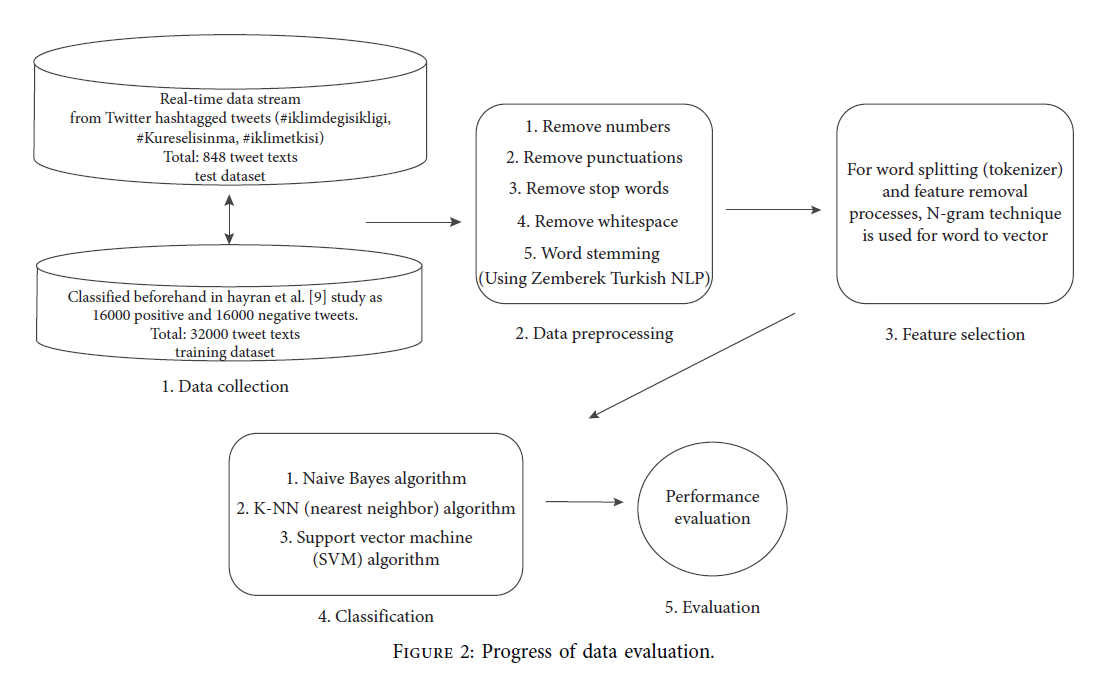 Real-time data stream
from Twitter hashtagged tweets (#iklimdegisikligi,
#Kureselisinma, #iklimetkisi)
Total: 848 tweet texts
test dataset
Classified beforehand in hayran et al. [9] study as
16000 positive and 16000 negative tweets.
Total: 32000 tweet texts
training dataset
1. Data collection
1. Remove numbers
2. Remove punctuations
3. Remove stop words
4. Remove whitespace
5. Word stemming
(Using Zemberek Turkish NLP)
2. Data preprocessing
For word splitting (tokenizer)
and feature removal
processes, N-gram technique
is used for word to vector
3. Feature selection
1. Naive Bayes algorithm
2. K-NN (nearest neighbor) algorithm
3. Support vector machine
(SVM) algorithm
4. Classification
Performance
evaluation
5. Evaluation
Figure 2: Progress of data evaluation.